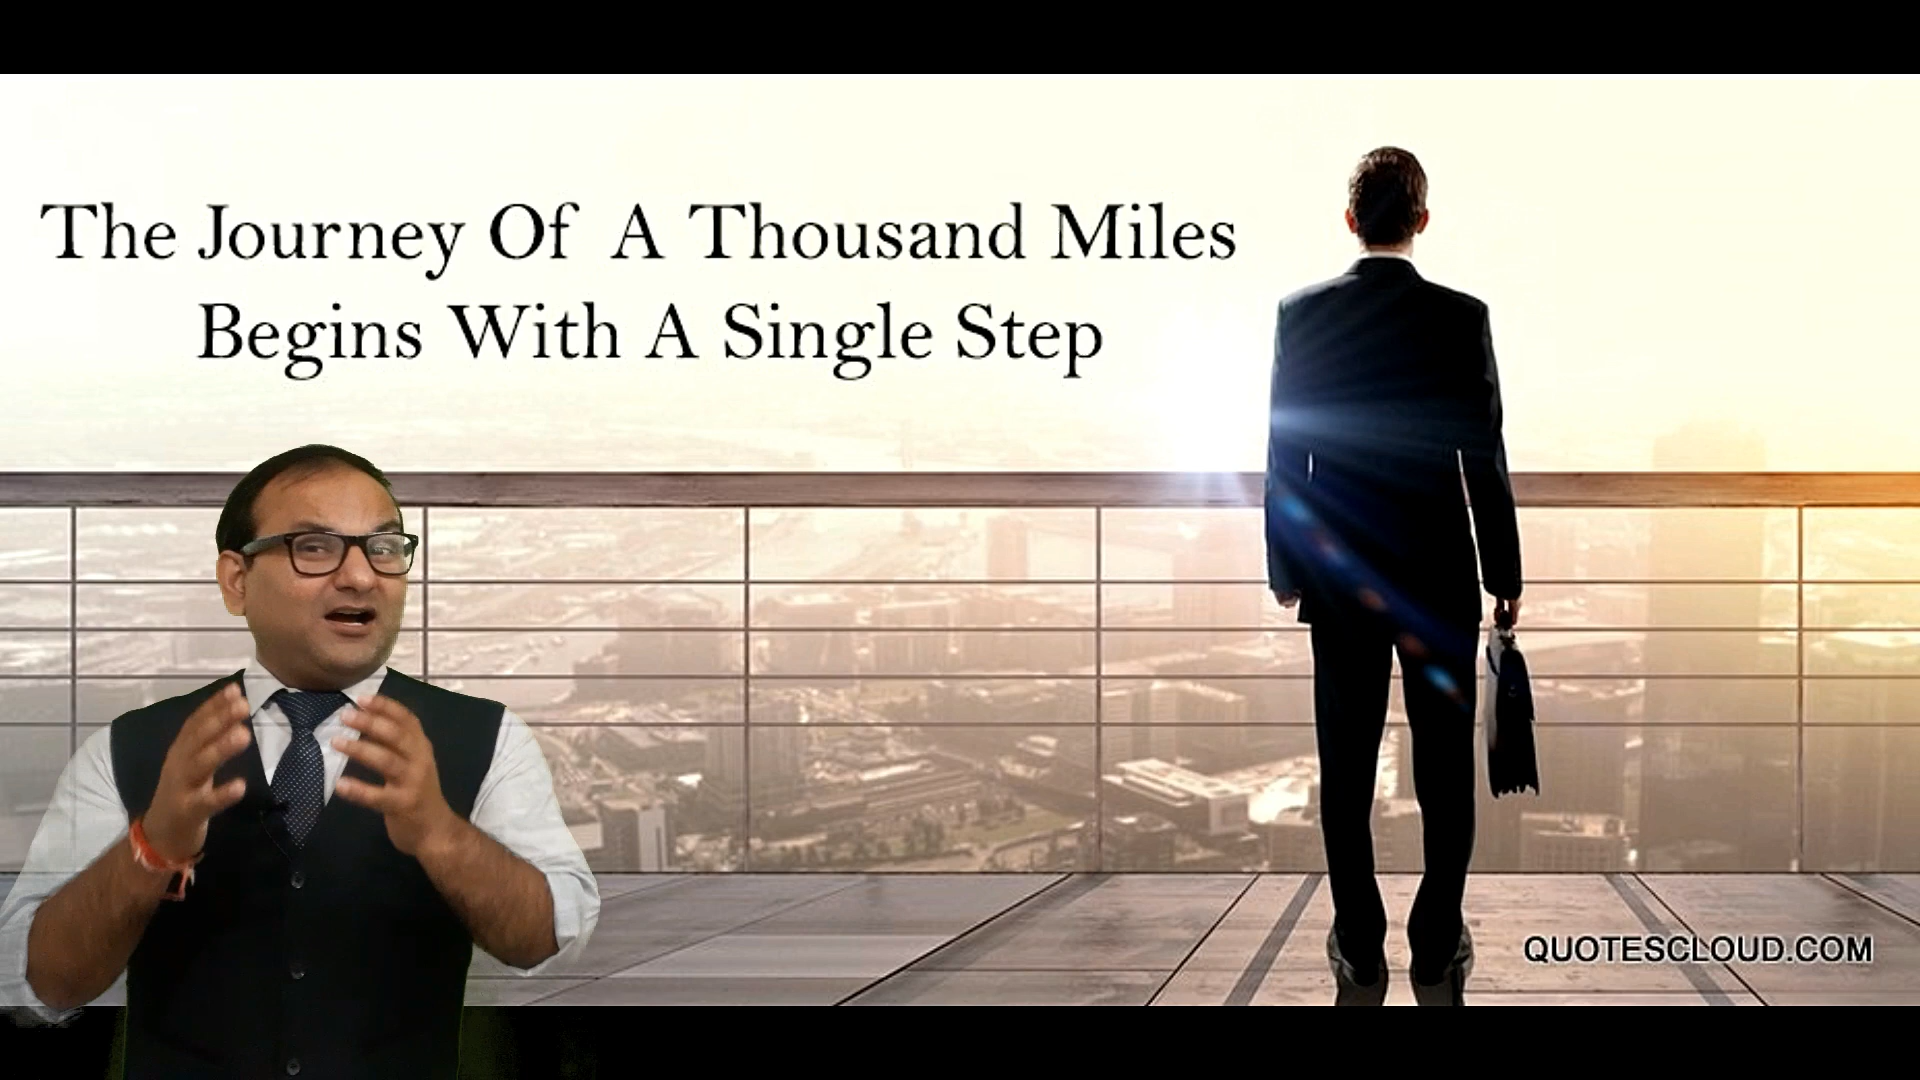 The Journey Of A Thousand Miles
Begins With A Single Step
QUOTESCLOUD.COM